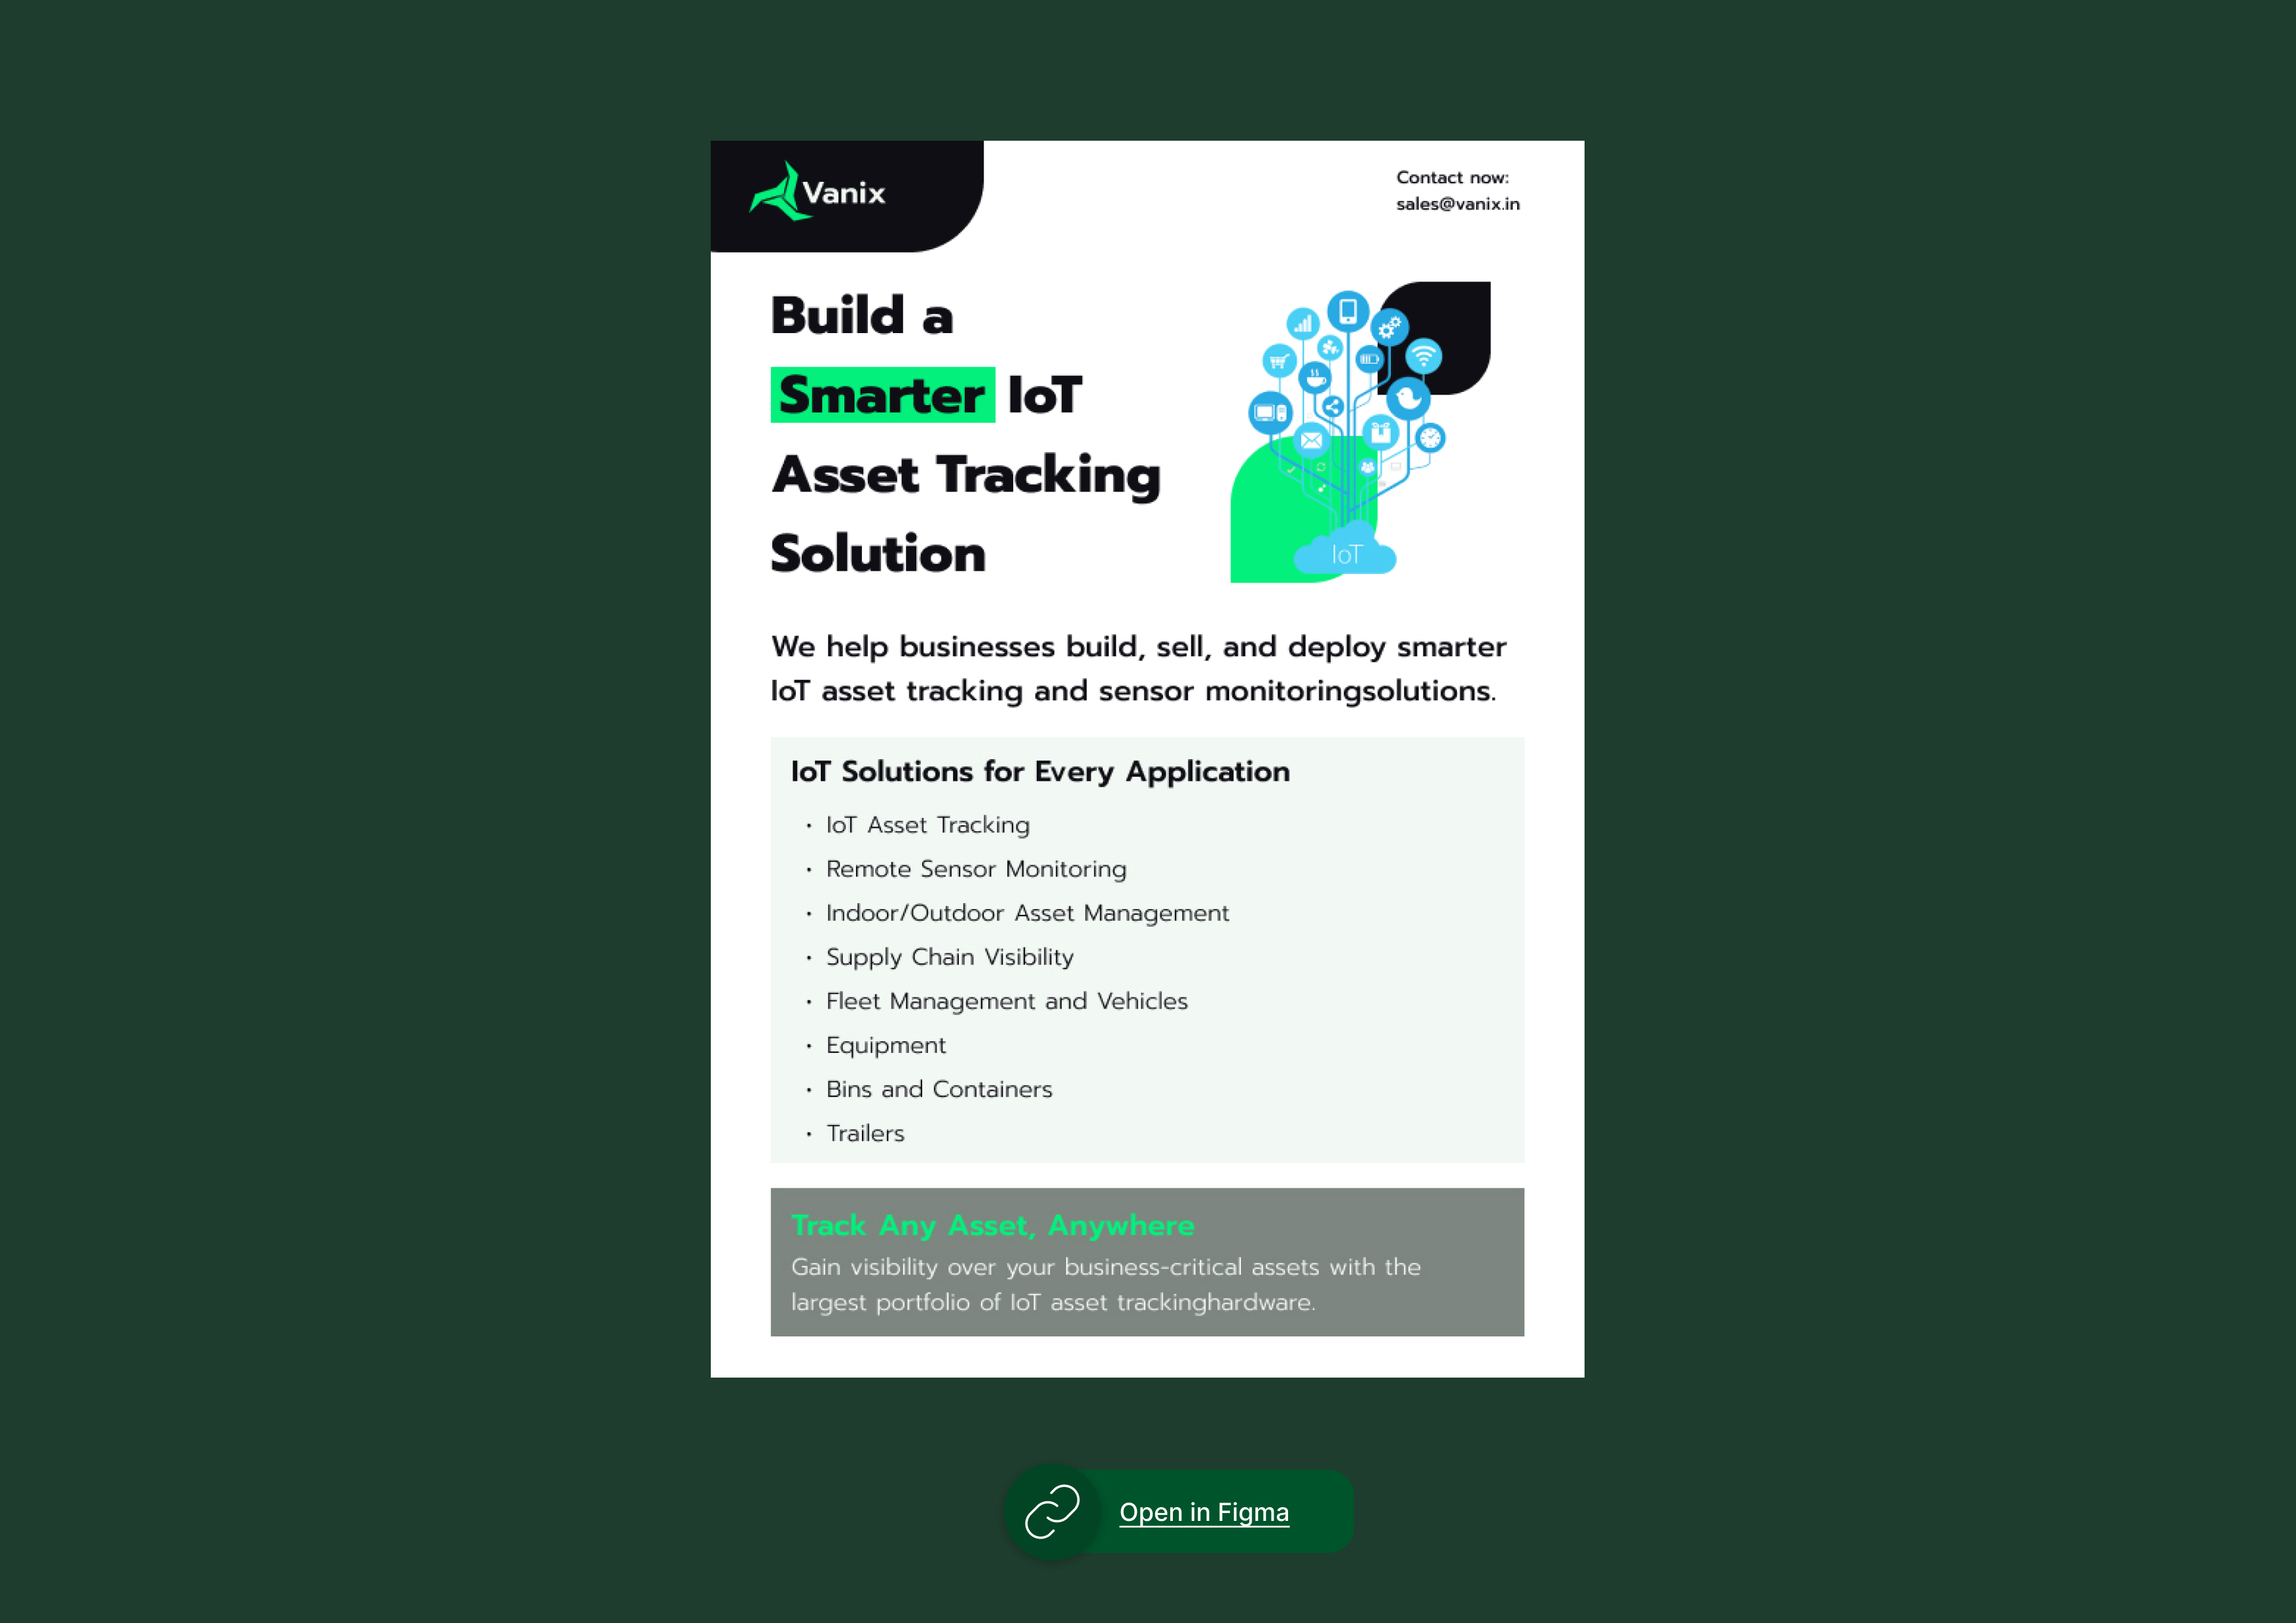 Vanix
Contact now:
sales@vanix.in
Build a
Smarter IoT
Asset Tracking
Solution
IoT
We help businesses build, sell, and deploy smarter
IoT asset tracking and sensor monitoringsolutions.
IoT Solutions for Every Application
• IoT Asset Tracking
• Remote Sensor Monitoring
• Indoor/Outdoor Asset Management
• Supply Chain Visibility
• Fleet Management and Vehicles
• Equipment
• Bins and Containers
• Trailers
Track Any Asset, Anywhere
Gain visibility over your business-critical assets with the
largest portfolio of IoT asset trackinghardware.
Open in Figma